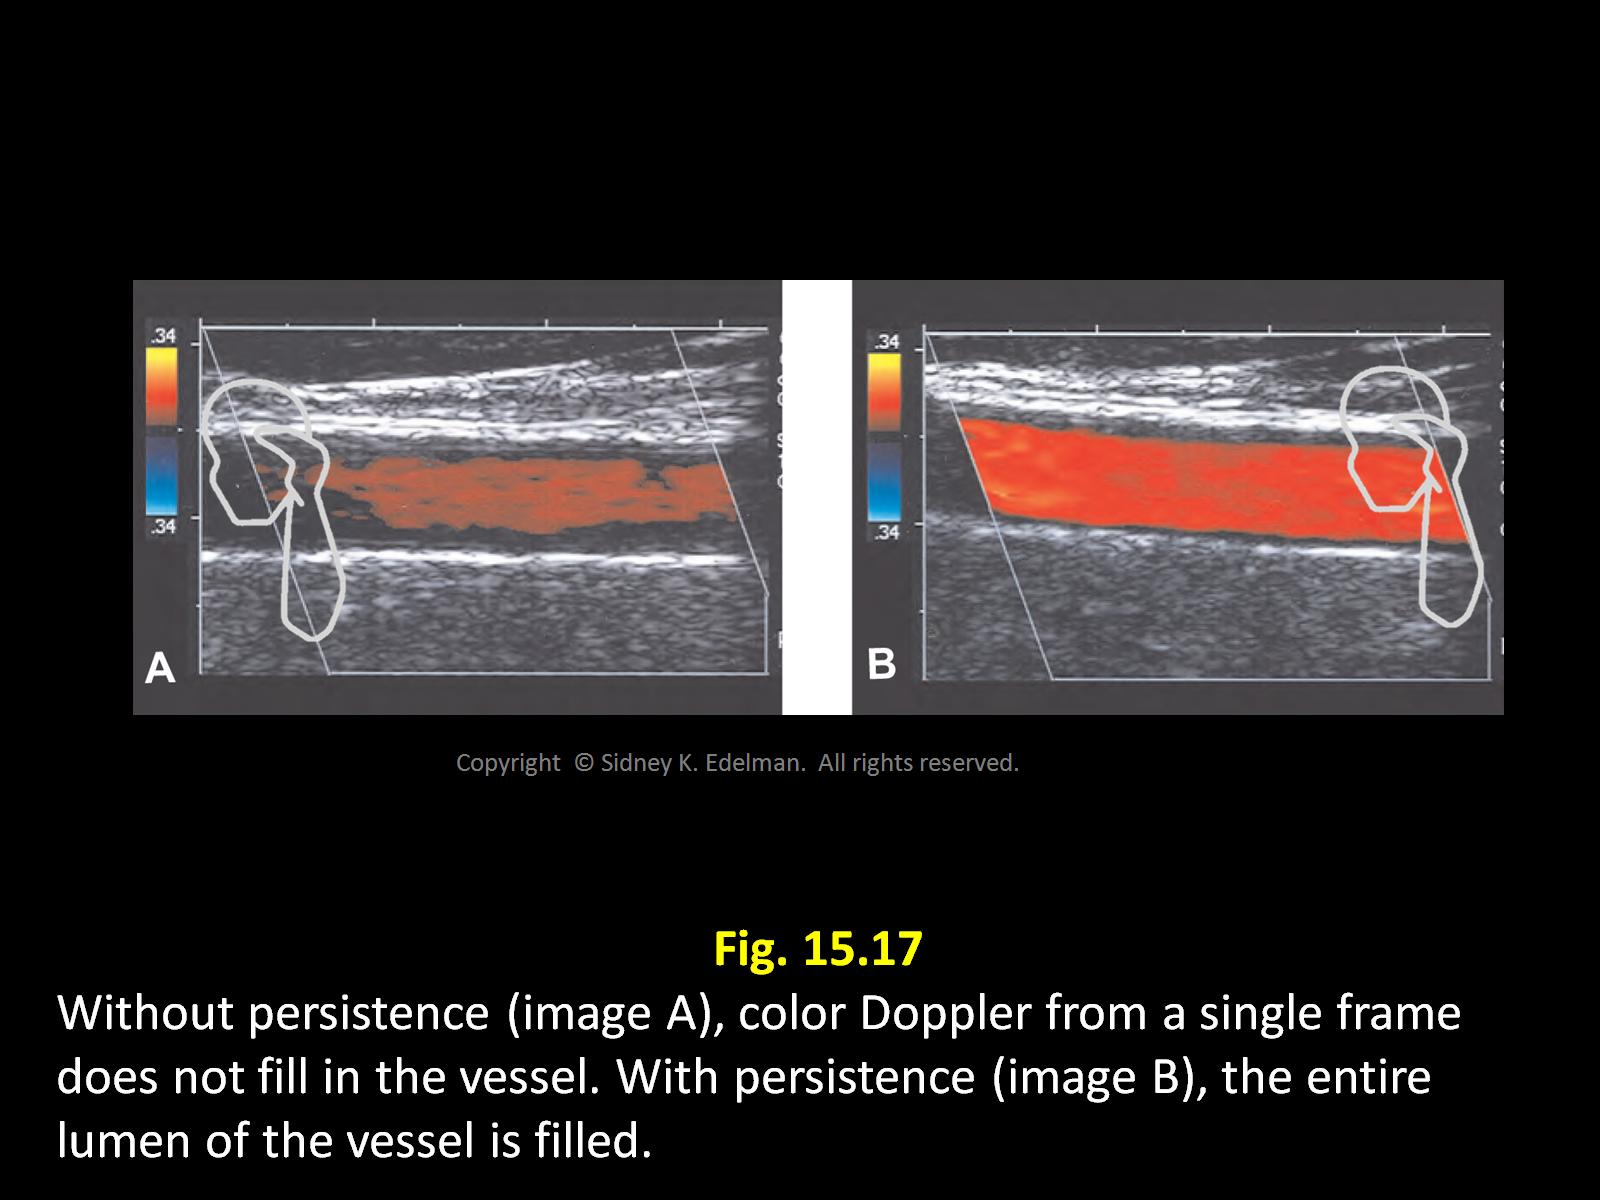 .34
.34
A
.34
.34
B
Copyright © Sidney K. Edelman. All rights reserved.
Fig. 15.17
Without persistence (image A), color Doppler from a single frame
does not fill in the vessel. With persistence (image B), the entire
lumen of the vessel is filled.